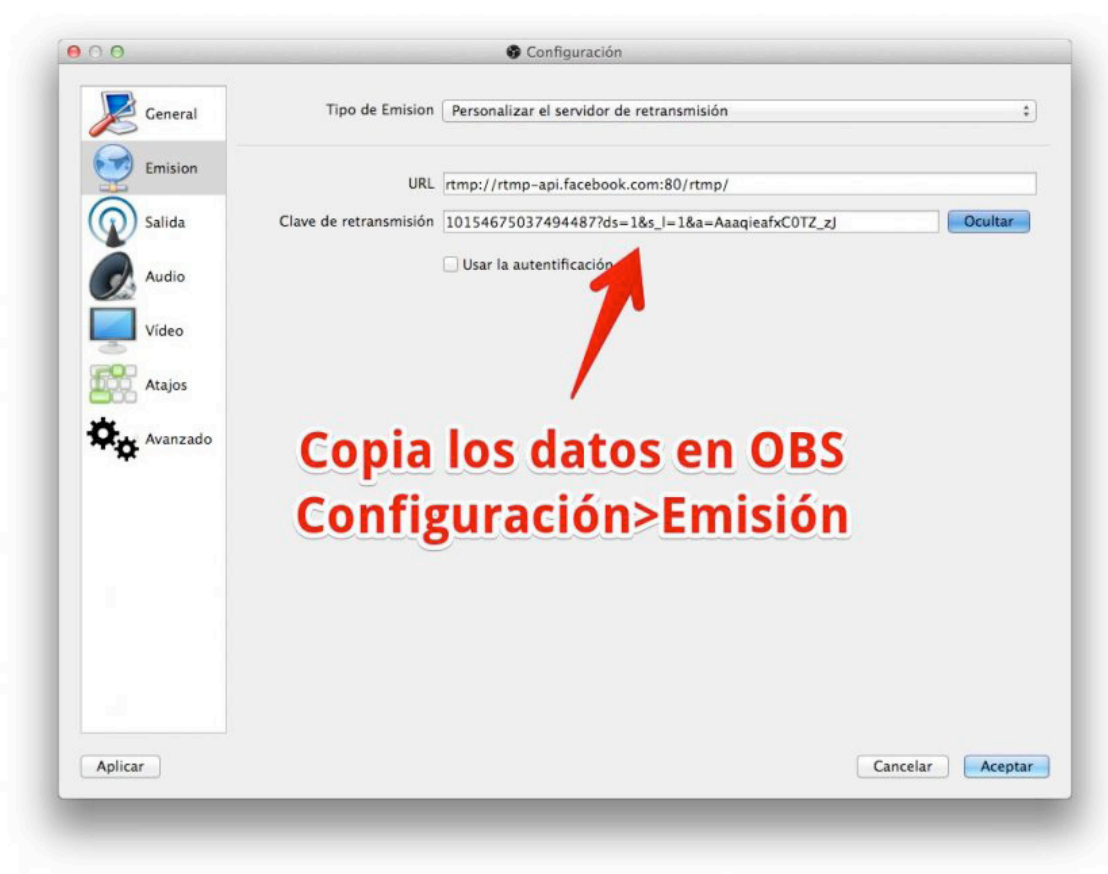 Configuración
General
Emision
Salida
Audio
Vídeo
Atajos
Avanzado
Tipo de Emision Personalizar el servidor de retransmisión
URL rtmp://rtmp-api.facebook.com:80/rtmp/
Clave de retransmisión 10154675037494487?ds=1&s_l=1&a=AaaqieafxC0TZ_zJ Ocultar
Usar la autentificación
Copia los datos en OBS
Configuración>Emisión
Aplicar Cancelar Aceptar